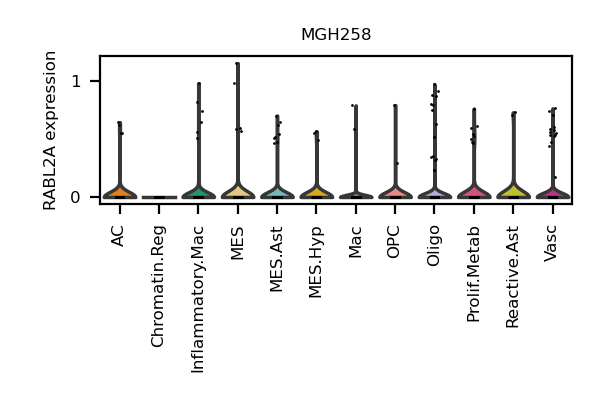 MGH258
RABL2A expression
1
0
AC
Chromatin.Reg
Inflammatory.Mac
MES
MES.Ast
MES.Hyp
Mac
OPC
Oligo
Prolif.Metab
Reactive.Ast
Vasc